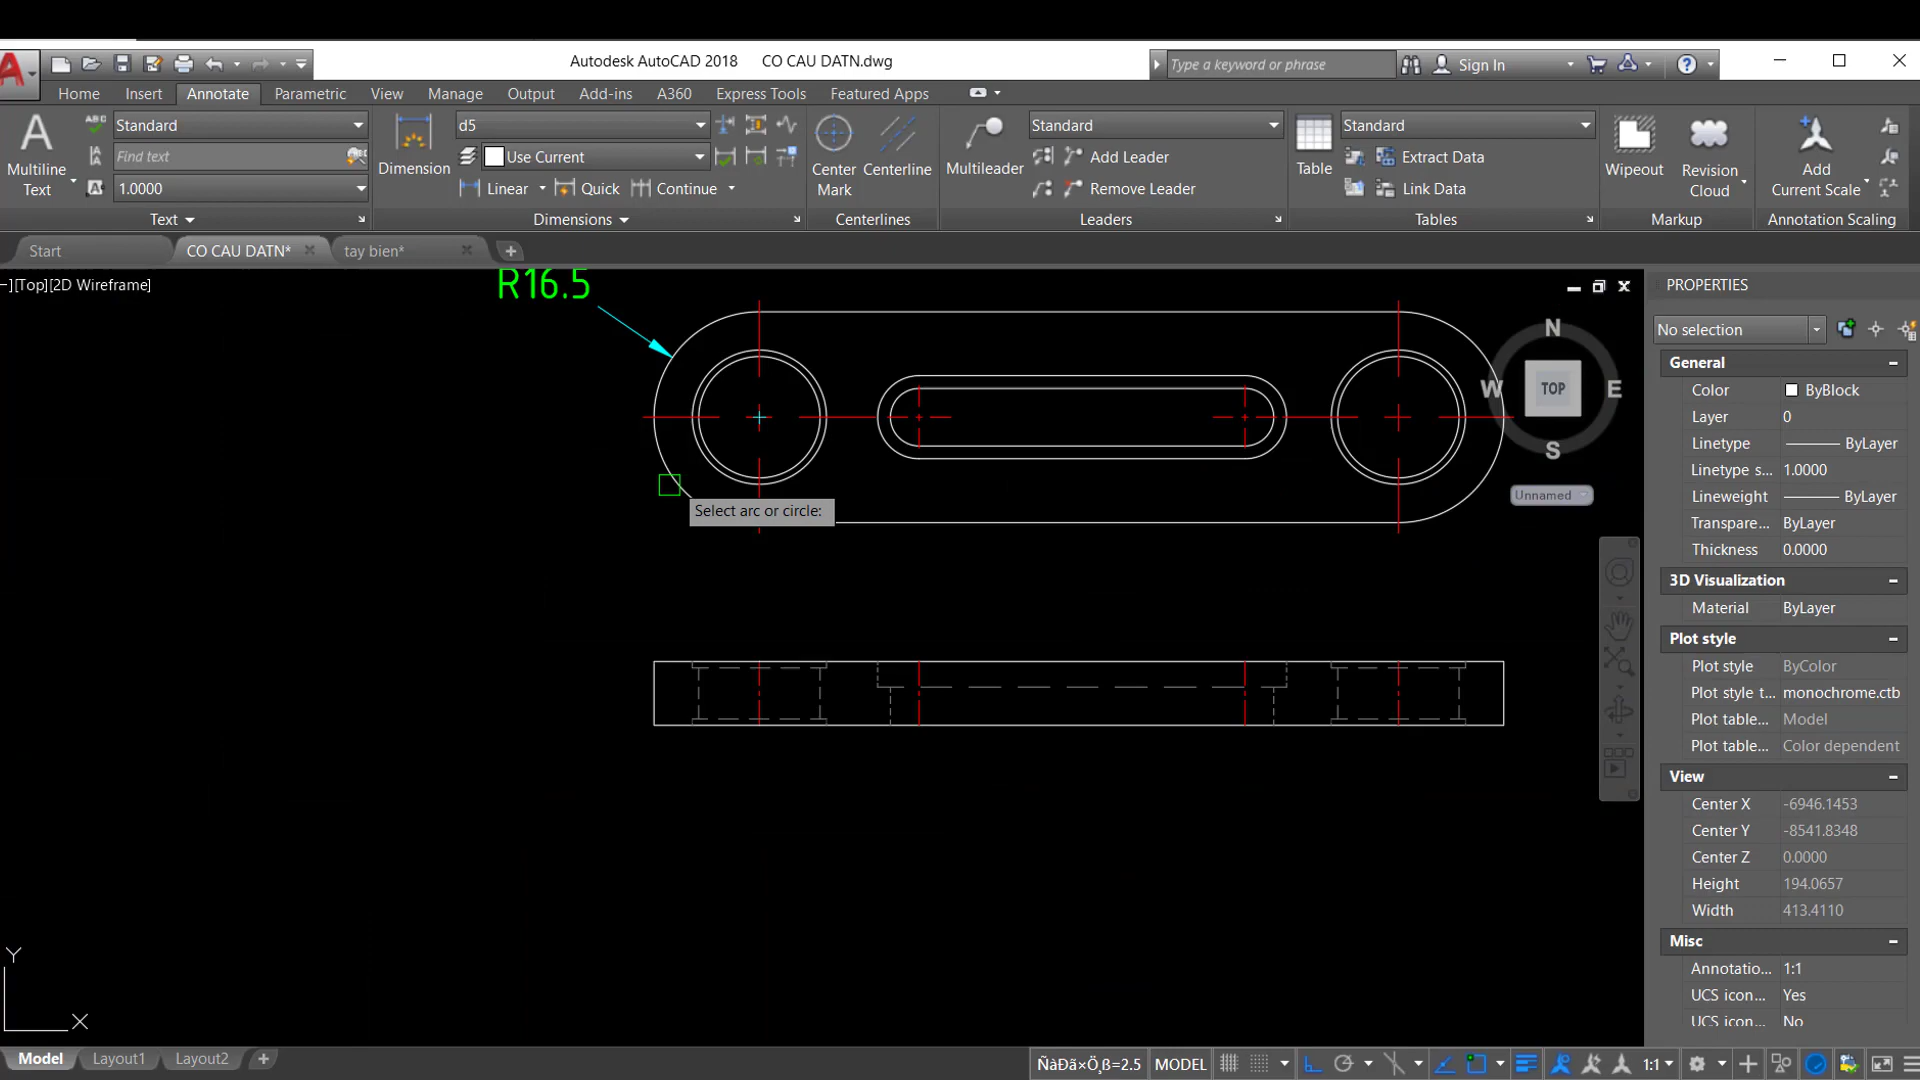 Autodesk AutoCAD 2018 CO CAU DATN.dwg
Type a keyword or phrase
Sign In
Home Insert Annotate Parametric View Manage Output Add-ins A360 Express Tools Featured Apps
Multiline Text
Standard
Find text
1.0000
Text
Dimension
d5
Use Current
Linear Quick Continue
Dimensions
Center Mark
Centerline
Centerlines
Multileader
Standard
Add Leader
Remove Leader
Leaders
Table
Standard
Extract Data
Link Data
Tables
Wipeout
Revision Cloud
Markup
Add Current Scale
Annotation Scaling
Start CO CAU DATN* tay bien*
–][Top][2D Wireframe]
R16.5
Select arc or circle:
N
W TOP E
S
Unnamed
Y
X
PROPERTIES
No selection
General
Color ByBlock
Layer 0
Linetype ByLayer
Linetype s... 1.0000
Lineweight ByLayer
Transpare... ByLayer
Thickness 0.0000
3D Visualization
Material ByLayer
Plot style
Plot style ByColor
Plot style t... monochrome.ctb
Plot table... Model
Plot table... Color dependent
View
Center X -6946.1453
Center Y -8541.8348
Center Z 0.0000
Height 194.0657
Width 413.4110
Misc
Annotatio... 1:1
UCS icon... Yes
UCS icon... No
Model Layout1 Layout2
ÑàÐã×Ö¸ß=2.5 MODEL 1:1